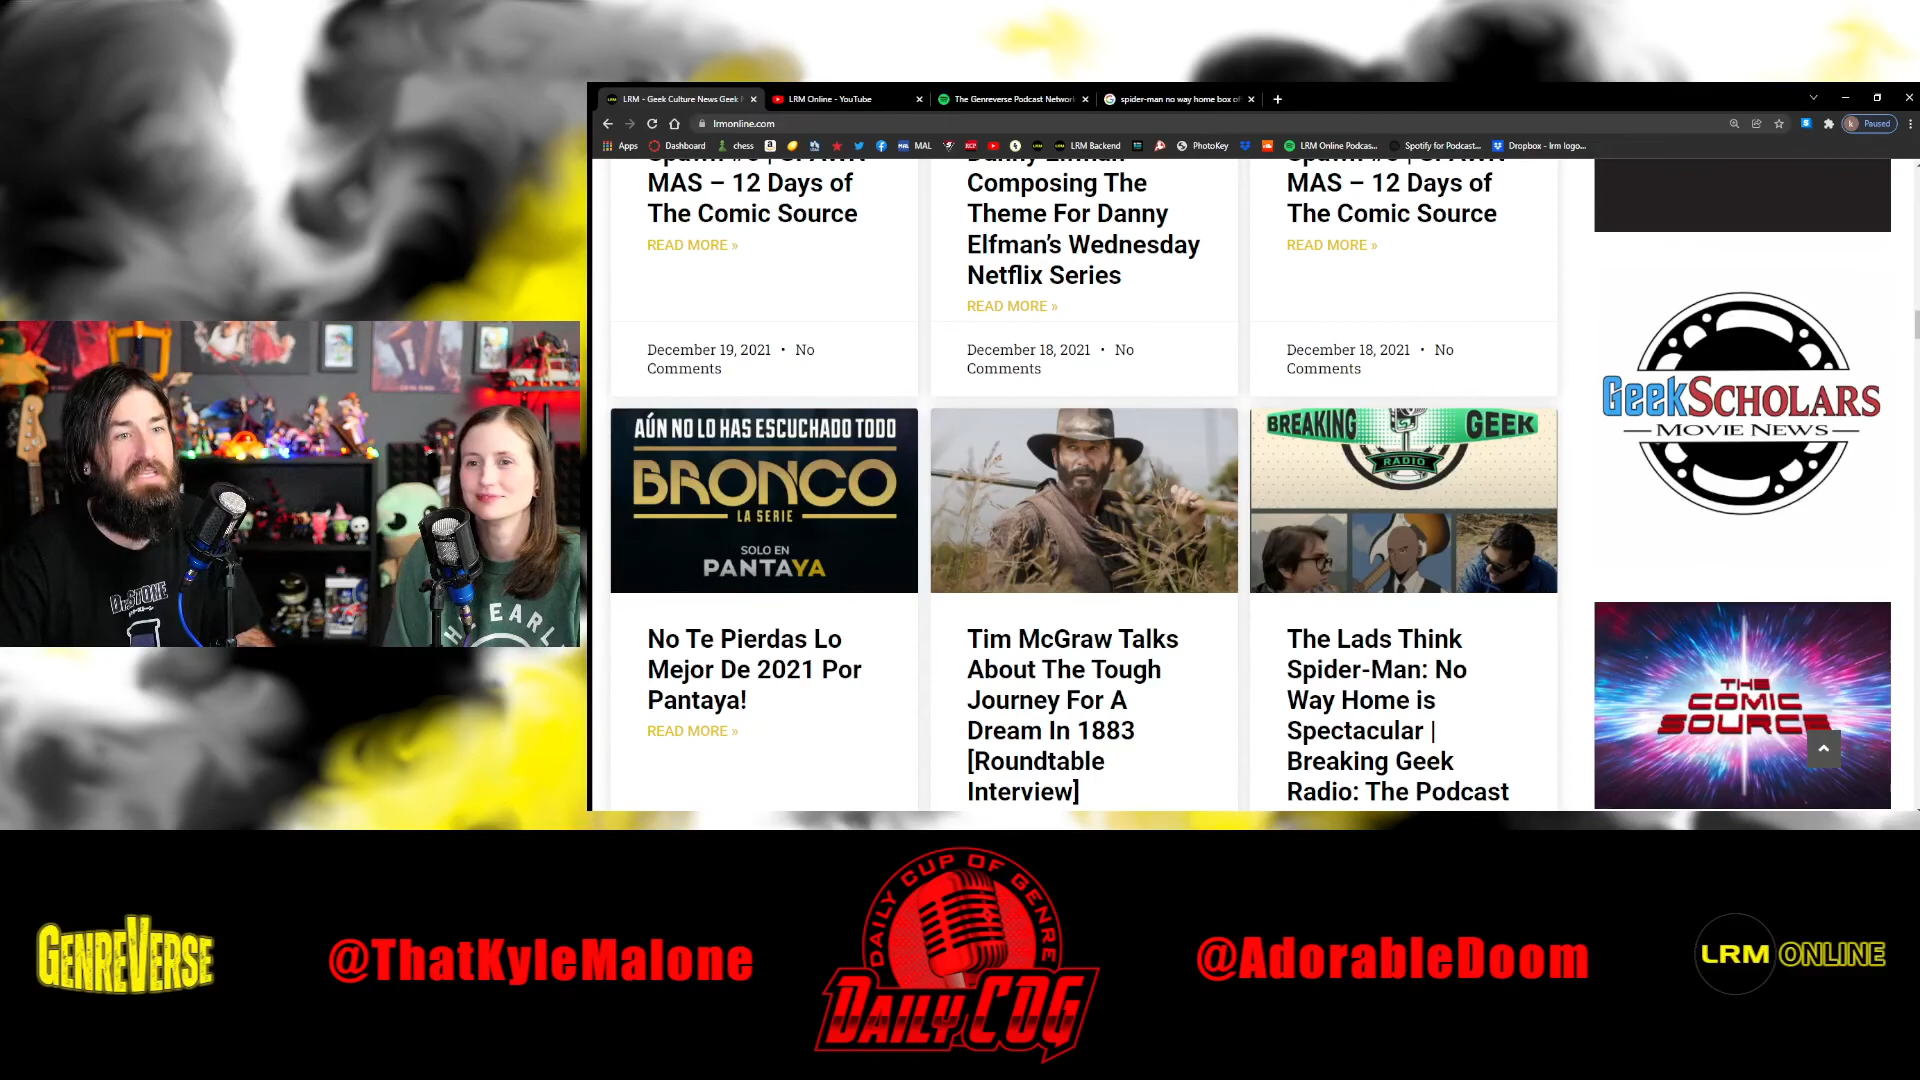 LRM - Geek Culture News Geek
LRM Online - YouTube
The Genreverse Podcast Network
spider-man no way home box of
lrmonline.com
Paused
Apps
Dashboard
chess
MAL
LRM Backend
PhotoKey
LRM Online Podcas...
Spotify for Podcast...
Dropbox - lrm logo...
MAS – 12 Days of
The Comic Source
READ MORE »
December 19, 2021 • No
Comments
Danny Elfman
Composing The
Theme For Danny
Elfman’s Wednesday
Netflix Series
READ MORE »
December 18, 2021 • No
Comments
MAS – 12 Days of
The Comic Source
READ MORE »
December 18, 2021 • No
Comments
GeekSCHOLARS
MOVIE NEWS
AÚN NO LO HAS ESCUCHADO TODO
BRONCO
LA SERIE
SOLO EN
PANTAYA
BREAKING GEEK
RADIO
No Te Pierdas Lo
Mejor De 2021 Por
Pantaya!
READ MORE »
Tim McGraw Talks
About The Tough
Journey For A
Dream In 1883
[Roundtable
Interview]
The Lads Think
Spider-Man: No
Way Home is
Spectacular |
Breaking Geek
Radio: The Podcast
THE
COMIC
SOURCE
Dr.STONE
EARL
GENREVERSE
@ThatKyleMalone
DAILY CUP OF GENRE
DAILY COG
@AdorableDoom
LRM ONLINE